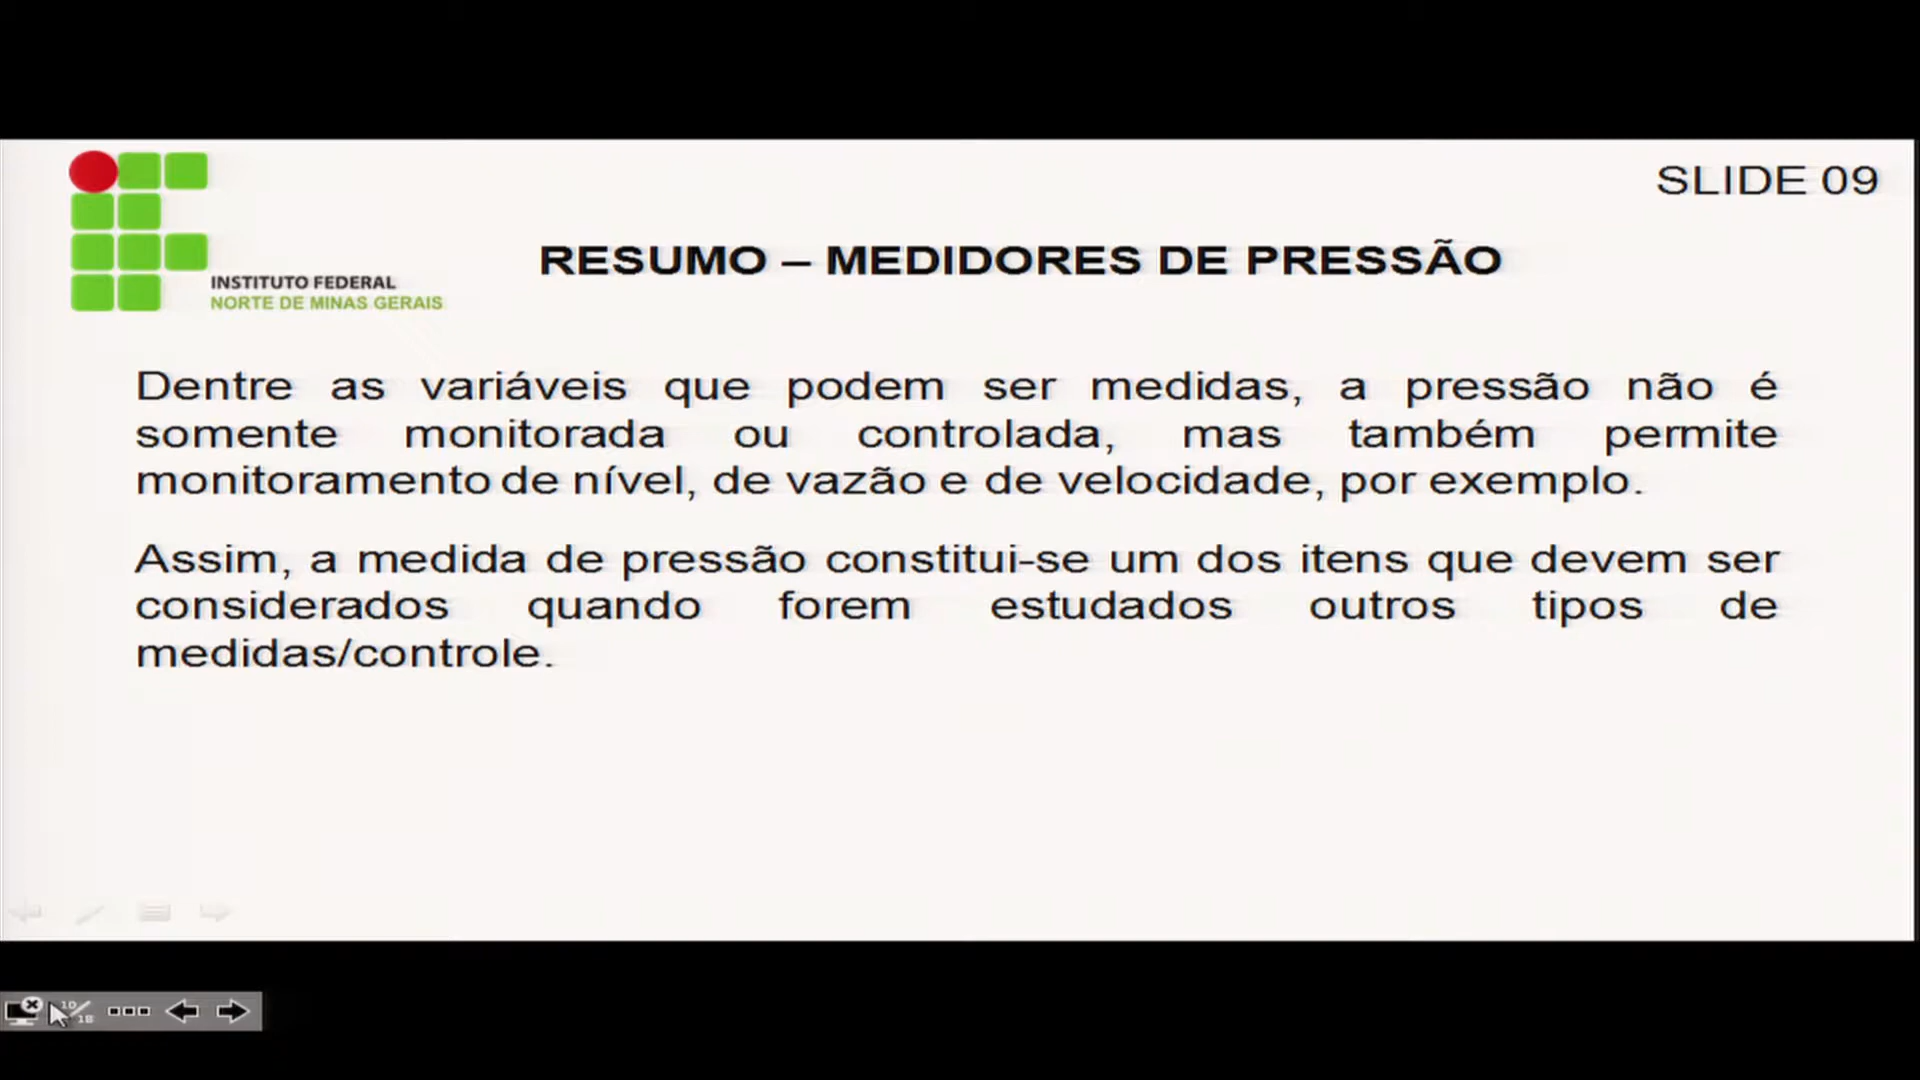 SLIDE 09
RESUMO – MEDIDORES DE PRESSÃO
INSTITUTO FEDERAL
NORTE DE MINAS GERAIS
Dentre as variáveis que podem ser medidas, a pressão não é
somente monitorada ou controlada, mas também permite
monitoramento de nível, de vazão e de velocidade, por exemplo.
Assim, a medida de pressão constitui-se um dos itens que devem ser
considerados quando forem estudados outros tipos de
medidas/controle.
10/18